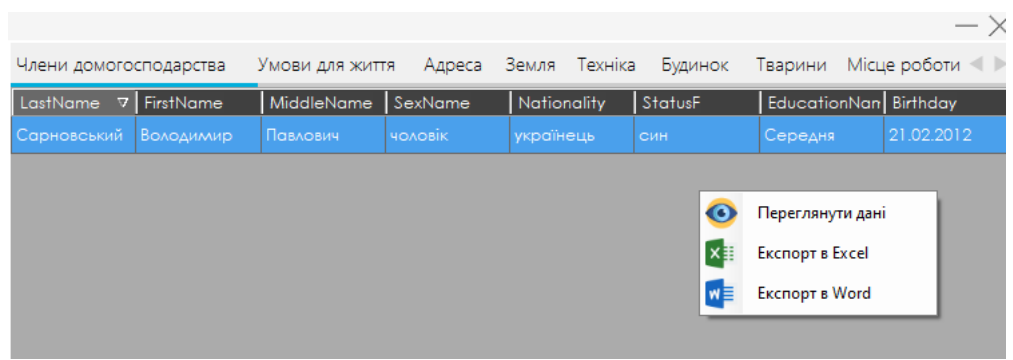 Члени домогосподарства Умови для життя Адреса Земля Техніка Будинок Тварини Місце роботи
LastName FirstName MiddleName SexName Nationality StatusF EducationNan Birthday
Сарновський Володимир Павлович чоловік українець син Середня 21.02.2012
Переглянути дані
Експорт в Excel
Експорт в Word